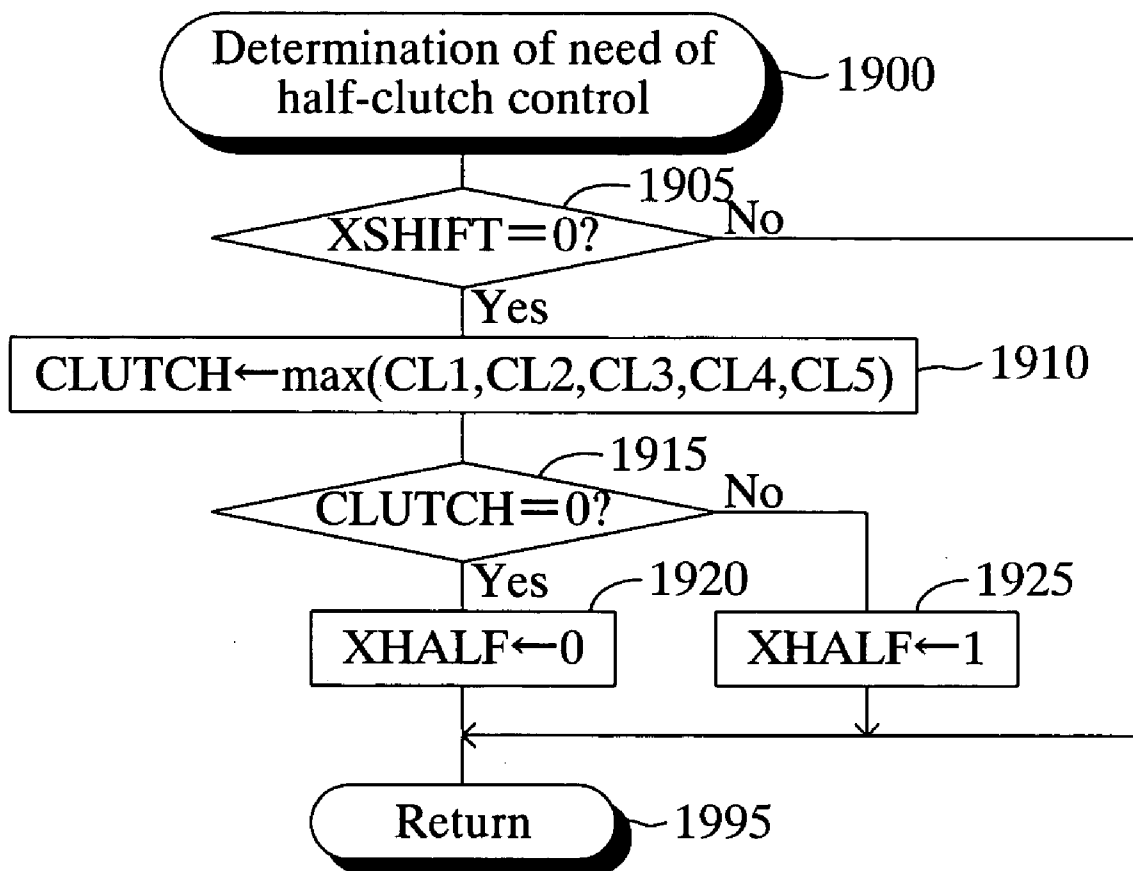 Determination of need of
half-clutch control
1900
1905
XSHIFT=0?
No
Yes
CLUTCH←max(CL1,CL2,CL3,CL4,CL5)
1910
1915
CLUTCH=0?
No
Yes
1920
1925
XHALF←0
XHALF←1
Return
1995